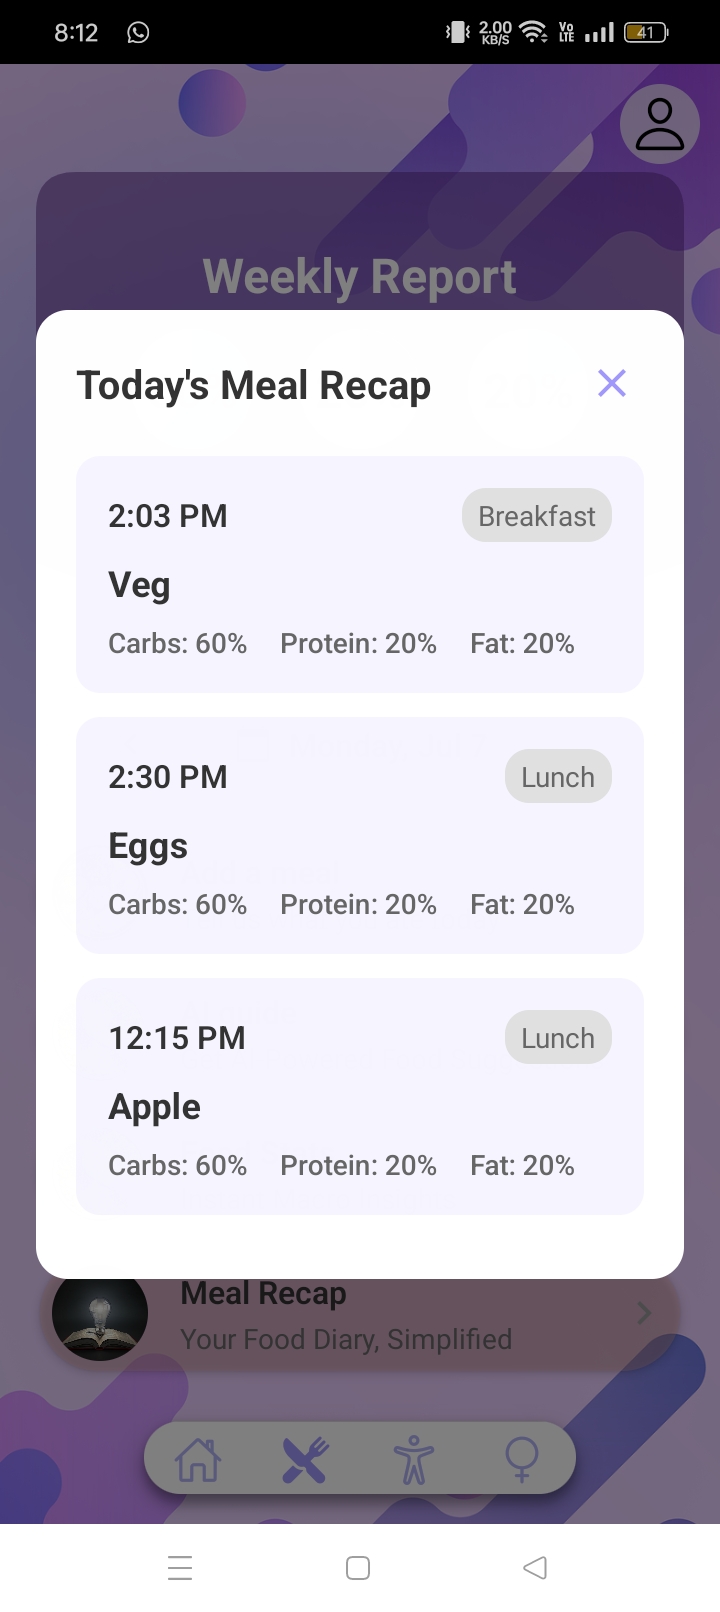 8:12
2.00
KB/S
Vo
LTE
41
Weekly Report
Today's Meal Recap
2:03 PM
Breakfast
Veg
Carbs: 60% Protein: 20% Fat: 20%
2:30 PM
Lunch
Eggs
Carbs: 60% Protein: 20% Fat: 20%
12:15 PM
Lunch
Apple
Carbs: 60% Protein: 20% Fat: 20%
Meal Recap
Your Food Diary, Simplified